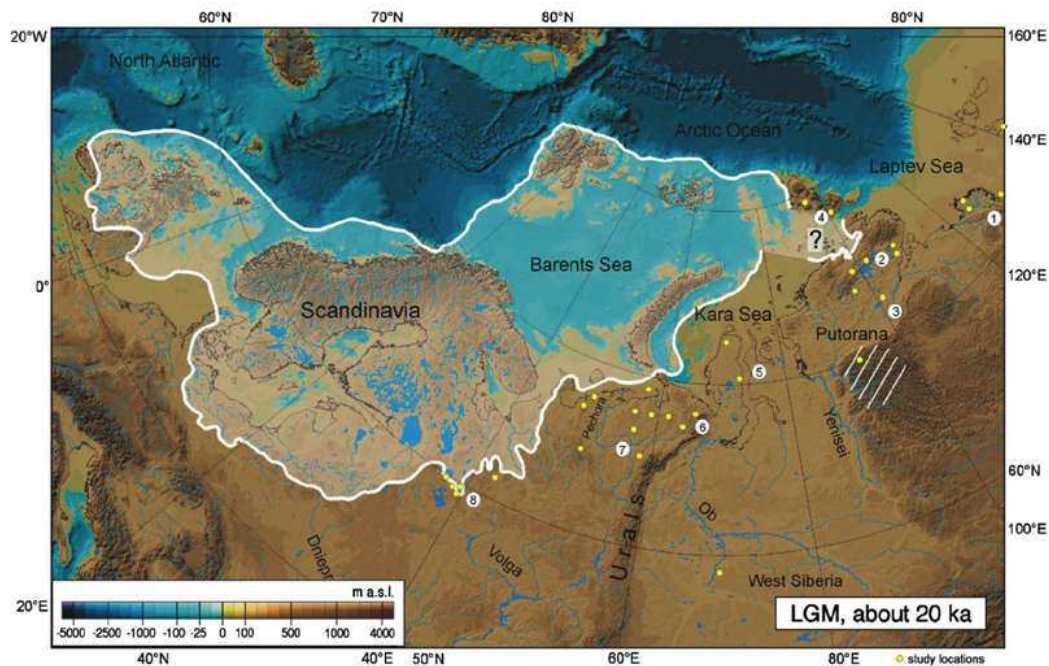 60°N 70°N 80°N 80°N
20°W
160°E
North Atlantic
Arctic Ocean
140°E
Laptev Sea
1
4
?
2
Barents Sea
0°
120°E
Scandinavia
Kara Sea
3
Putorana
5
Pechora
6
7
Yenisei
60°N
8
Urals
Ob
100°E
Dniepr
Volga
West Siberia
m a.s.l.
-5000 -2500 -1000 -100 -25 0 100 500 1000 4000
LGM, about 20 ka
20°E
40°N 40°E 50°N 60°E 80°E
study locations